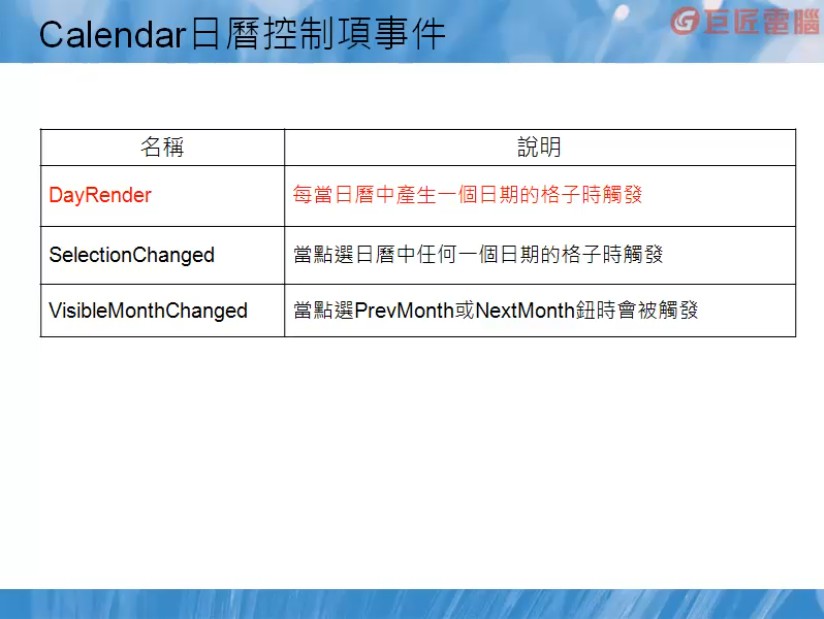 Calendar日曆控制項事件
巨匠電腦
名稱 說明
DayRender 每當日曆中產生一個日期的格子時觸發
SelectionChanged 當點選日曆中任何一個日期的格子時觸發
VisibleMonthChanged 當點選PrevMonth或NextMonth鈕時會被觸發